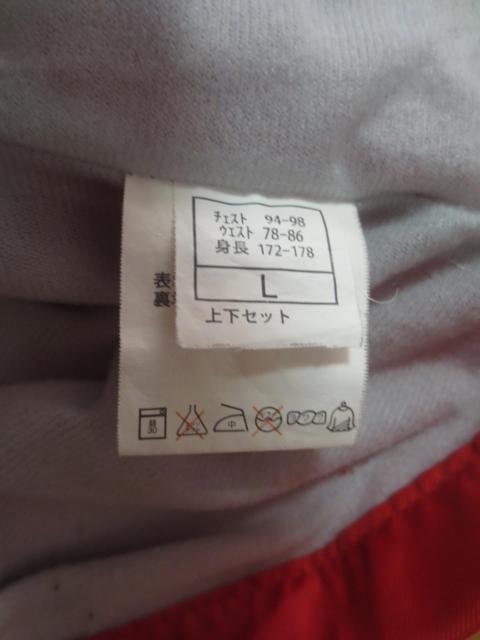 チェスト 94-98
ウエスト 78-86
身長 172-178
L
上下セット
表
裏
中